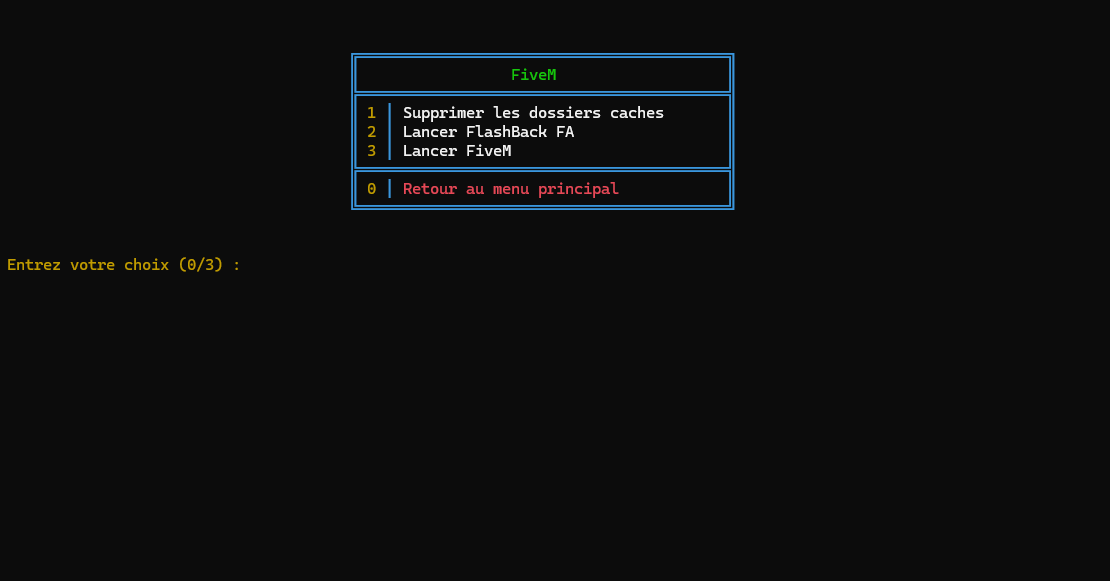 FiveM
1 | Supprimer les dossiers caches
2 | Lancer FlashBack FA
3 | Lancer FiveM
0 | Retour au menu principal
Entrez votre choix (0/3) :